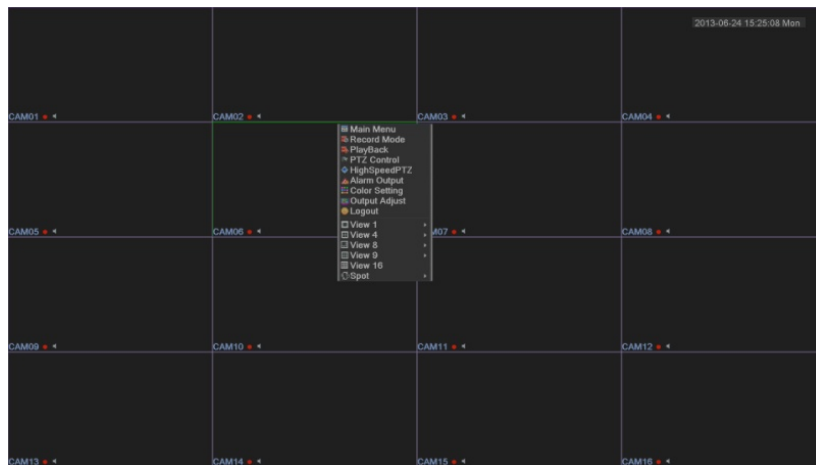 2013-06-24 15:25:08 Mon
CAM01 CAM02 CAM03 CAM04
Main Menu
Record Mode
PlayBack
PTZ Control
HighSpeedPTZ
Alarm Output
Color Setting
Output Adjust
Logout
View 1
View 4
View 8
View 9
View 16
Spot
CAM05 CAM06 M07 CAM08
CAM09 CAM10 CAM11 CAM12
CAM13 CAM14 CAM15 CAM16